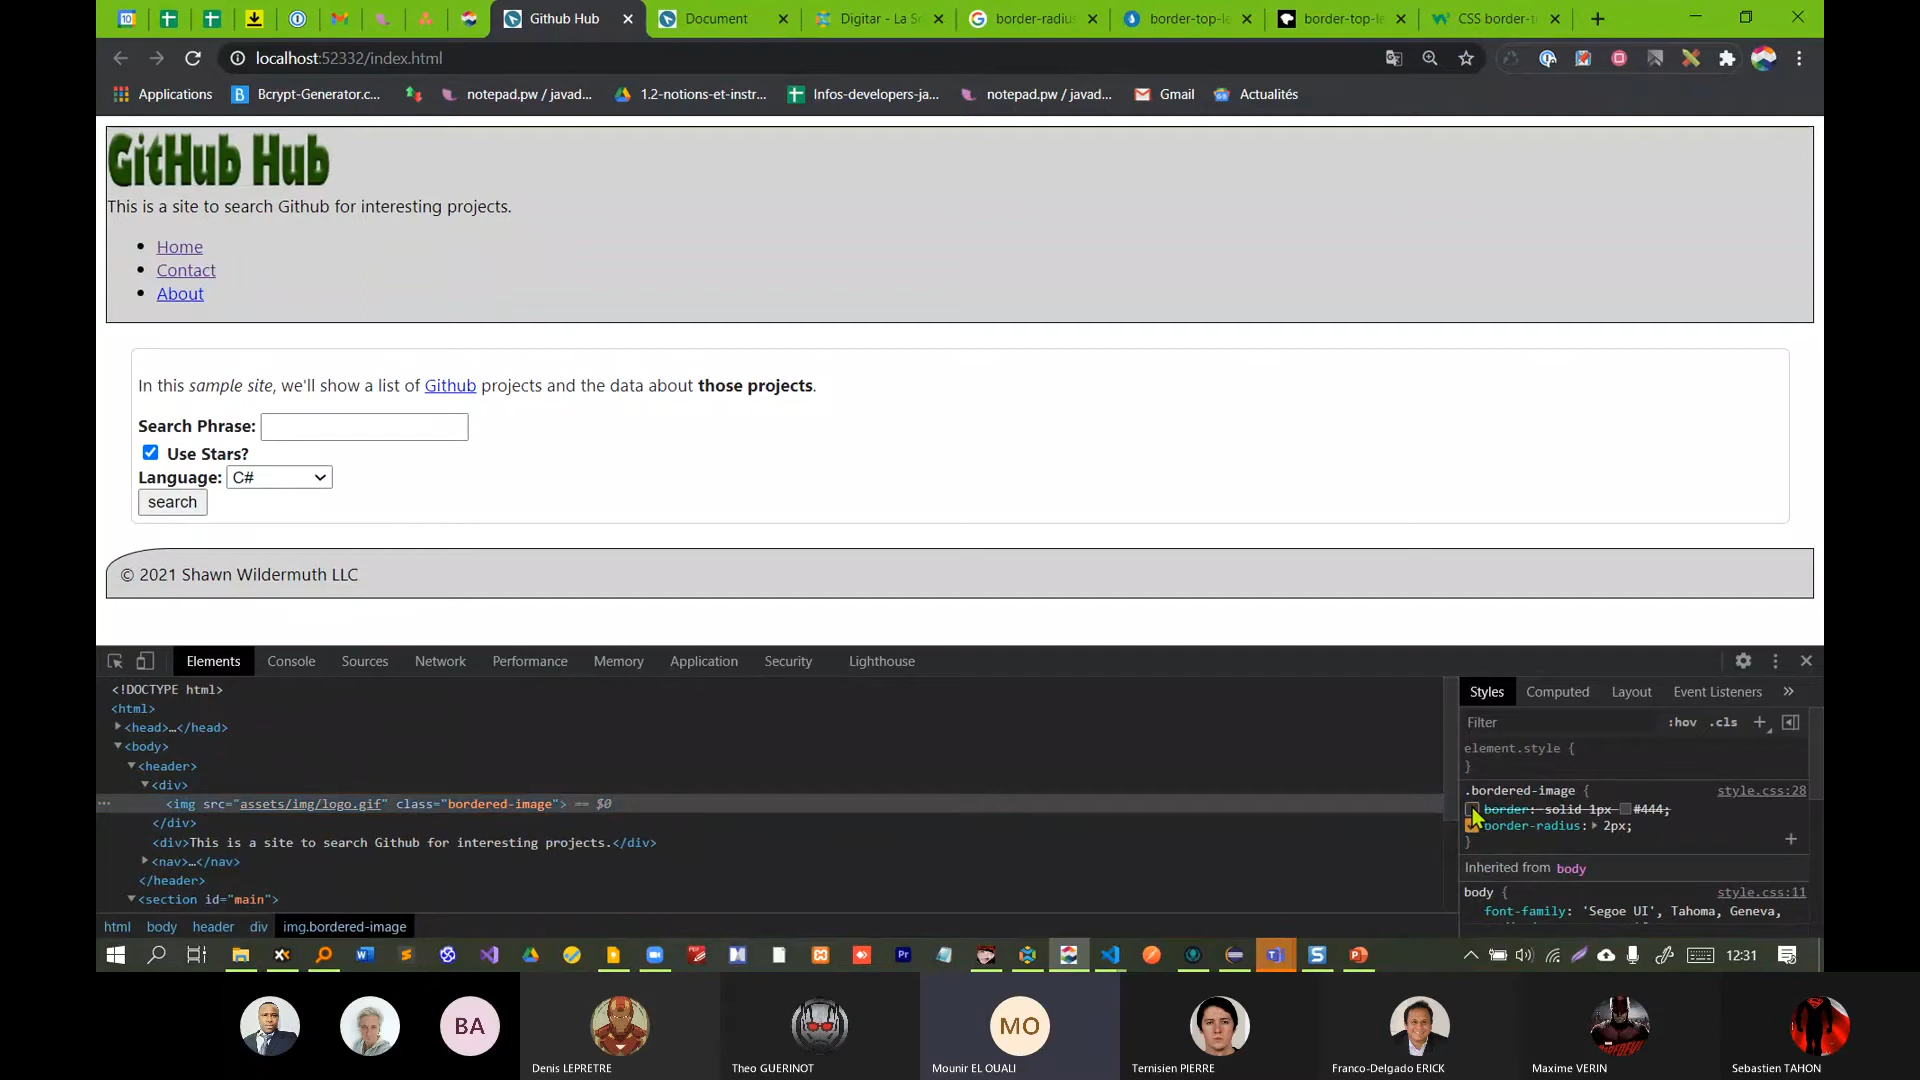 Github Hub
Document
Digitar - La So
border-radiu
border-top-le
border-top-le
CSS border-to
localhost:52332/index.html
Applications
Bcrypt-Generator.c...
notepad.pw / javad...
1.2-notions-et-instr...
Infos-developers-ja...
notepad.pw / javad...
Gmail
Actualités
GitHub Hub
This is a site to search Github for interesting projects.
Home
Contact
About
In this sample site, we'll show a list of Github projects and the data about those projects.
Search Phrase:
Use Stars?
Language: C#
search
© 2021 Shawn Wildermuth LLC
Elements Console Sources Network Performance Memory Application Security Lighthouse
<!DOCTYPE html>
<html>
<head>…</head>
<body>
<header>
<div>
<img src="assets/img/logo.gif" class="bordered-image"> == $0
</div>
<div>This is a site to search Github for interesting projects.</div>
<nav>…</nav>
</header>
<section id="main">
html body header div img.bordered-image
Styles Computed Layout Event Listeners »
Filter :hov .cls +
element.style {
}
.bordered-image { style.css:28
border: solid 1px #444;
border-radius: 2px;
}
Inherited from body
body { style.css:11
font-family: 'Segoe UI', Tahoma, Geneva,
12:31
BA
MO
Denis LEPRETRE
Theo GUERINOT
Mounir EL OUALI
Ternisien PIERRE
Franco-Delgado ERICK
Maxime VERIN
Sebastien TAHON